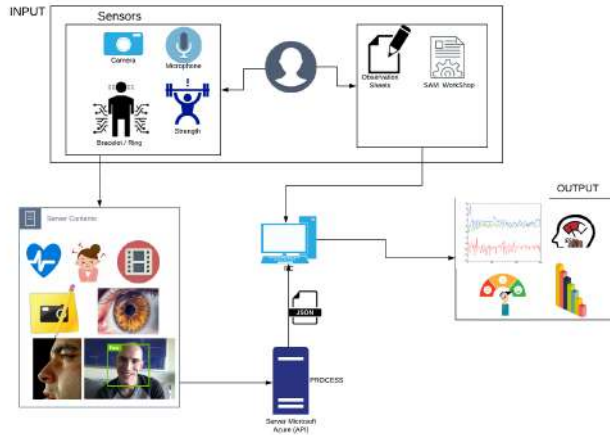 INPUT
Sensors
Camera
Microphone
Bracelet / Ring
Strength
Observation
Sheets
SAM WorkShop
Server Contents
JSON
PROCESS
Server Microsoft
Azure (API)
OUTPUT